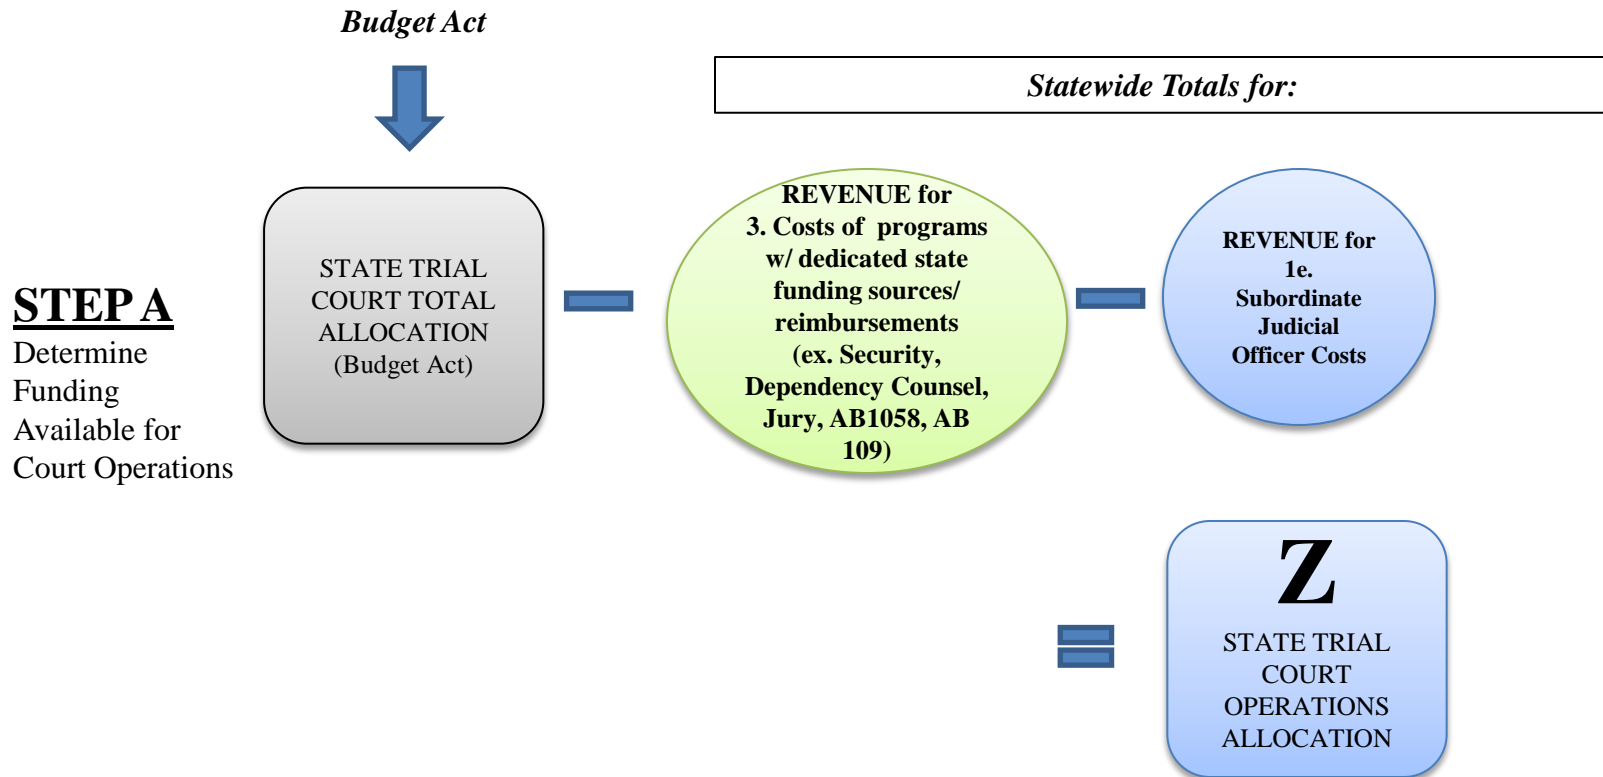 Budget Act
Statewide Totals for:
STEP A
Determine
Funding
Available for
Court Operations
STATE TRIAL
COURT TOTAL
ALLOCATION
(Budget Act)
REVENUE for
3. Costs of programs
w/ dedicated state
funding sources/
reimbursements
(ex. Security,
Dependency Counsel,
Jury, AB1058, AB
109)
REVENUE for
1e.
Subordinate
Judicial
Officer Costs
Z
STATE TRIAL
COURT
OPERATIONS
ALLOCATION